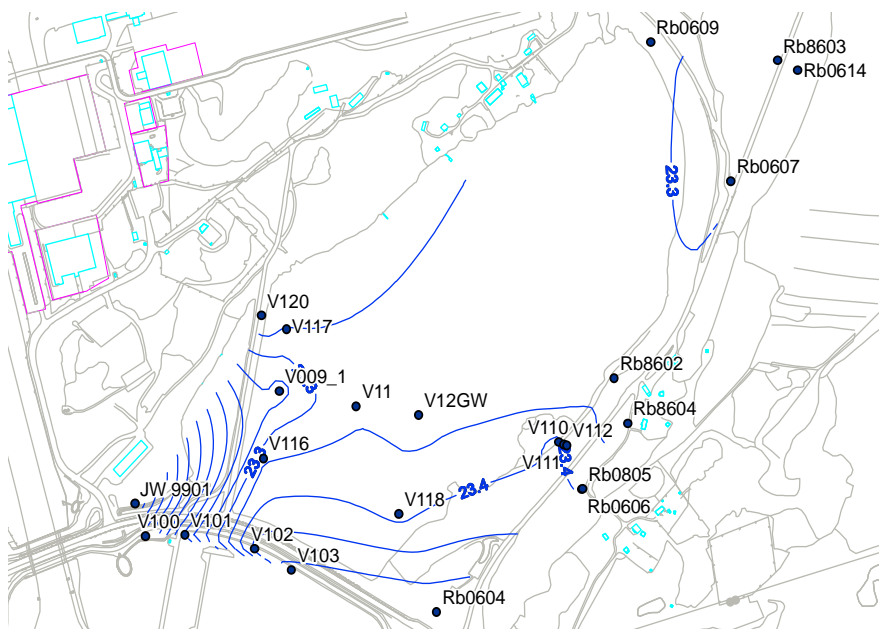 Rb0609
Rb8603
Rb0614
23.3
Rb0607
V120
V117
Rb8602
V009_1
V11
V12GW
Rb8604
V110
V112
V116
23.3
V111
23.4
Rb0805
23.4
JW 9901
V118
Rb0606
V100
V101
V102
V103
Rb0604